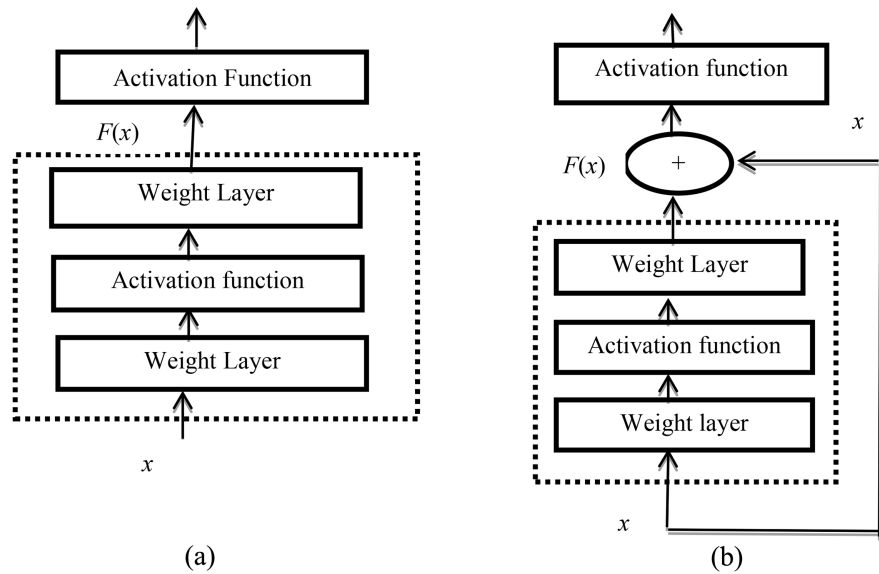 Activation Function
F(x)
Weight Layer
Activation function
Weight Layer
x
(a)
Activation function
x
F(x)
+
Weight Layer
Activation function
Weight layer
x
(b)